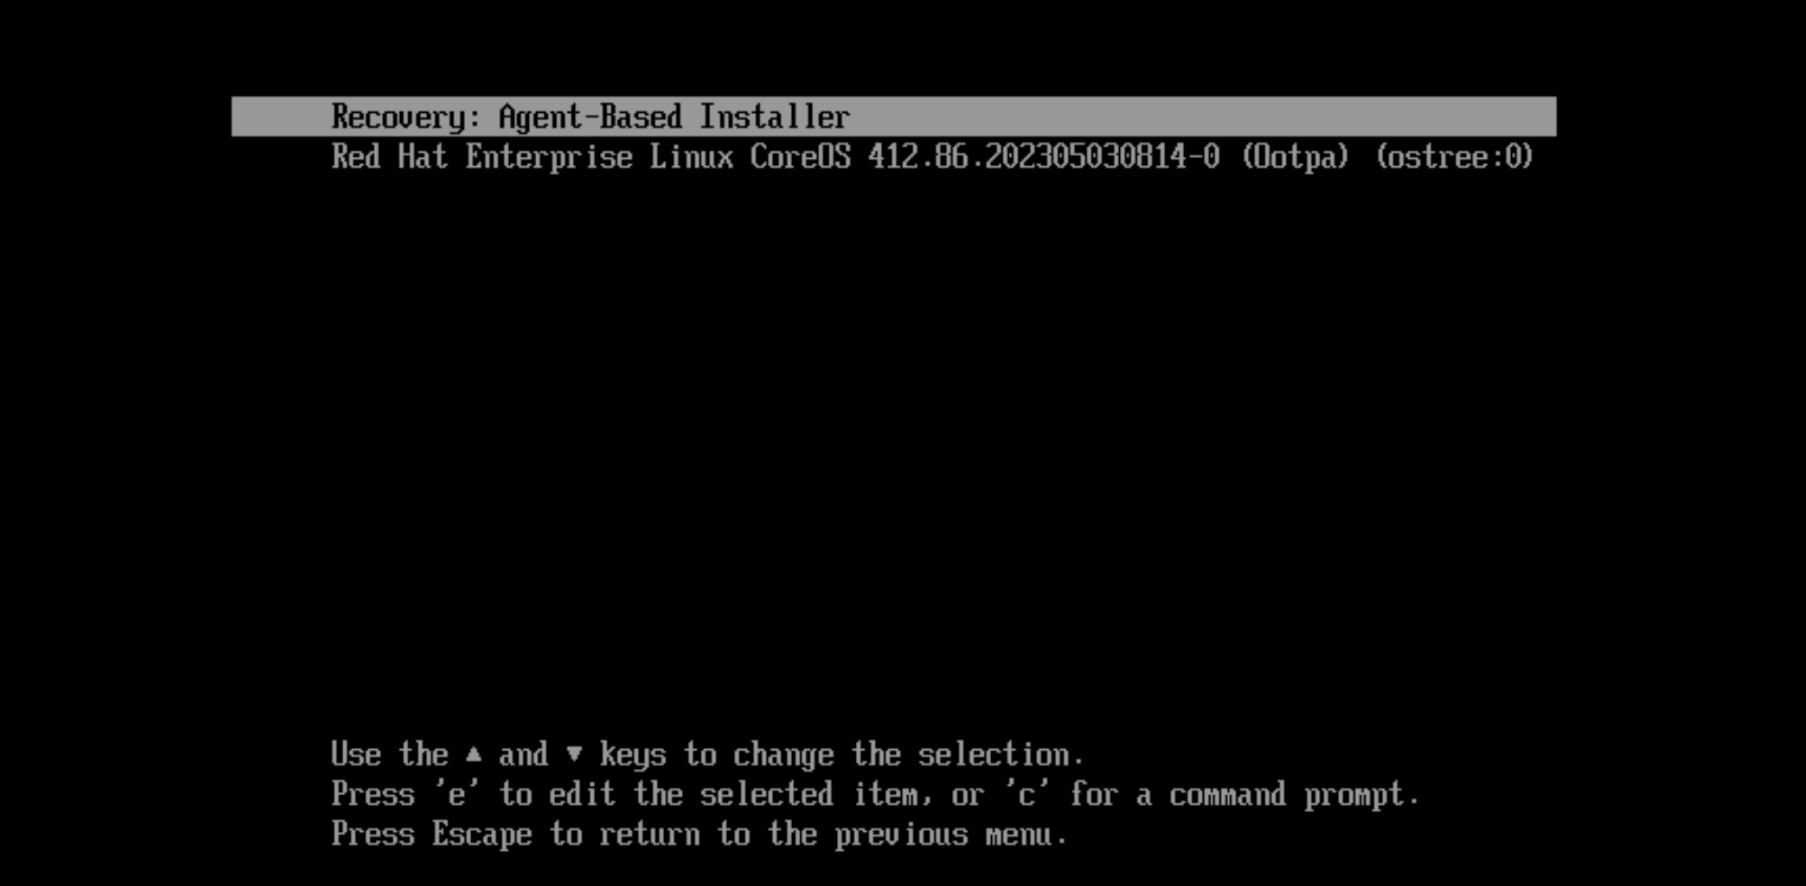 Recovery: Agent-Based Installer
Red Hat Enterprise Linux CoreOS 412.86.202305030814-0 (Ootpa) (ostree:0)
Use the ▲ and ▼ keys to change the selection.
Press 'e' to edit the selected item, or 'c' for a command prompt.
Press Escape to return to the previous menu.